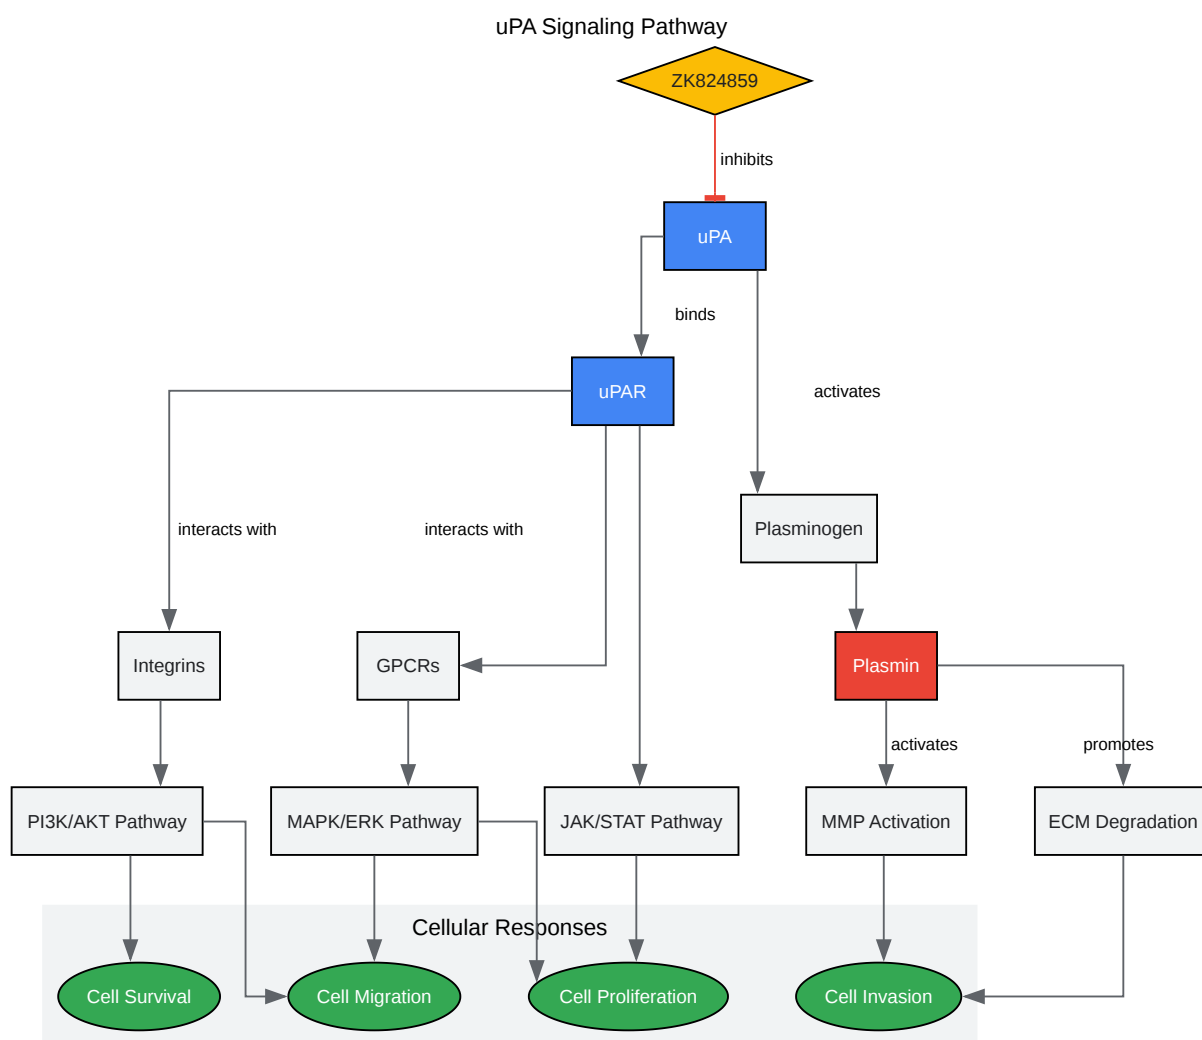 uPA Signaling Pathway
ZK824859
inhibits
uPA
binds
uPAR
activates
interacts with
interacts with
Plasminogen
Integrins
GPCRs
Plasmin
activates
promotes
PI3K/AKT Pathway
MAPK/ERK Pathway
JAK/STAT Pathway
MMP Activation
ECM Degradation
Cellular Responses
Cell Survival
Cell Migration
Cell Proliferation
Cell Invasion